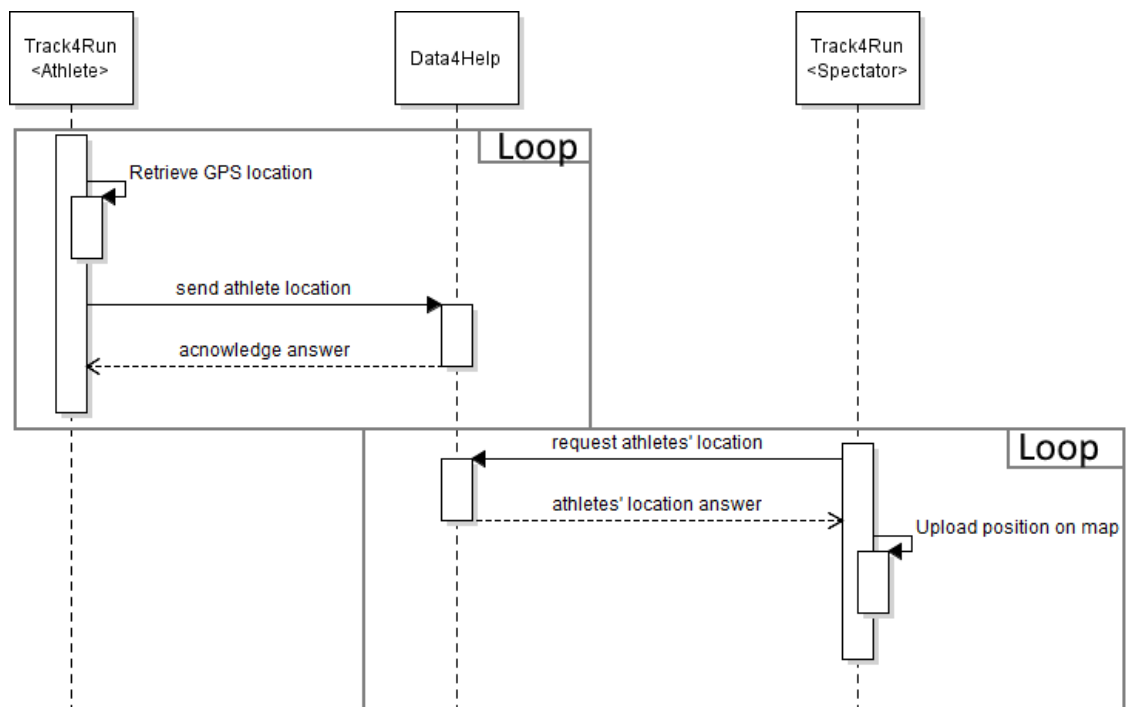 Track4Run
<Athlete>
Data4Help
Track4Run
<Spectator>
Loop
Retrieve GPS location
send athlete location
acnowledge answer
request athletes' location
Loop
athletes' location answer
Upload position on map